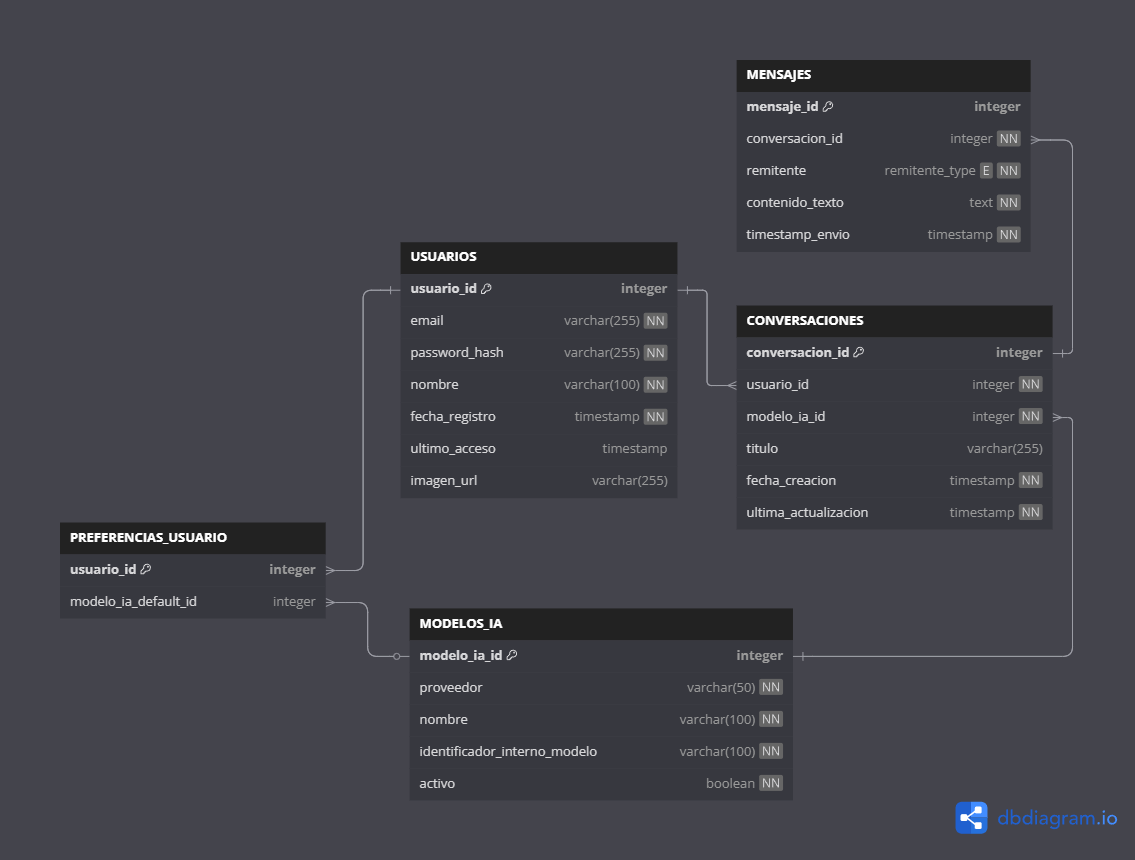 MENSAJES
mensaje_id integer
conversacion_id integer NN
remitente remitente_type E NN
contenido_texto text NN
timestamp_envio timestamp NN
USUARIOS
usuario_id integer
email varchar(255) NN
password_hash varchar(255) NN
nombre varchar(100) NN
fecha_registro timestamp NN
ultimo_acceso timestamp
imagen_url varchar(255)
CONVERSACIONES
conversacion_id integer
usuario_id integer NN
modelo_ia_id integer NN
titulo varchar(255)
fecha_creacion timestamp NN
ultima_actualizacion timestamp NN
PREFERENCIAS_USUARIO
usuario_id integer
modelo_ia_default_id integer
MODELOS_IA
modelo_ia_id integer
proveedor varchar(50) NN
nombre varchar(100) NN
identificador_interno_modelo varchar(100) NN
activo boolean NN
dbdiagram.io